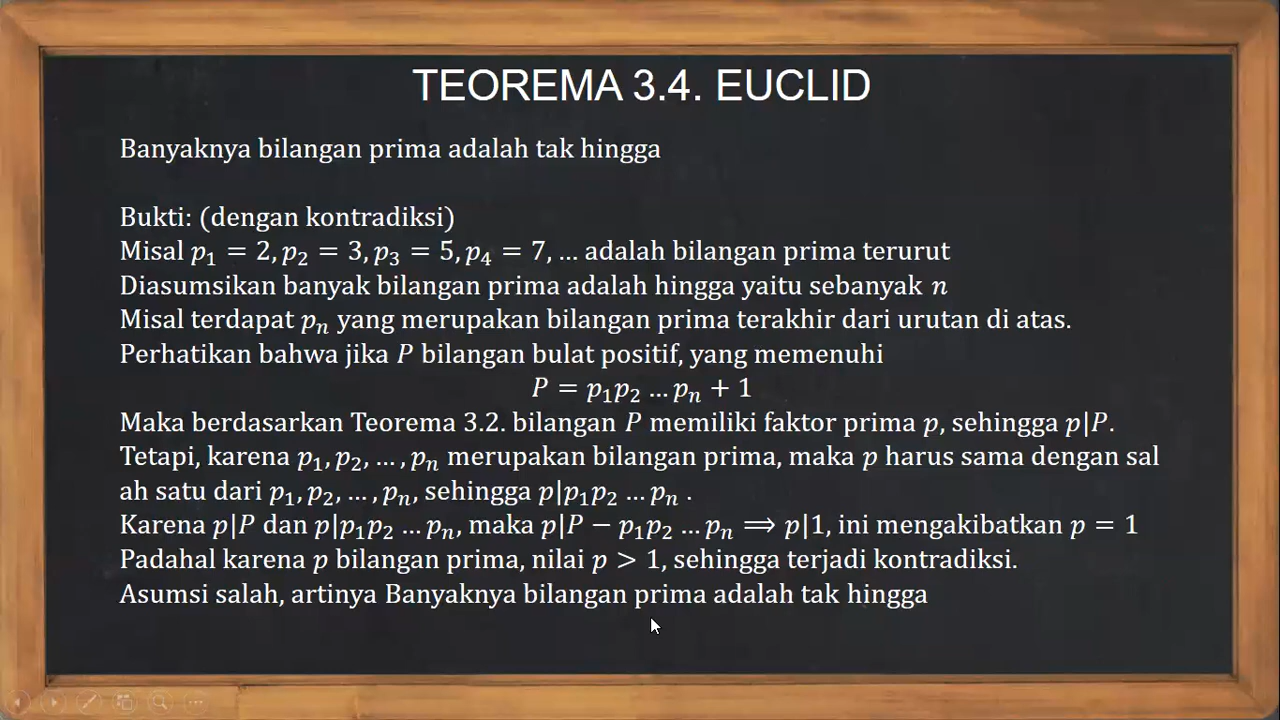 TEOREMA 3.4. EUCLID
Banyaknya bilangan prima adalah tak hingga
Bukti: (dengan kontradiksi)
Misal p₁ = 2, p₂ = 3, p₃ = 5, p₄ = 7, … adalah bilangan prima terurut
Diasumsikan banyak bilangan prima adalah hingga yaitu sebanyak n
Misal terdapat pₙ yang merupakan bilangan prima terakhir dari urutan di atas.
Perhatikan bahwa jika P bilangan bulat positif, yang memenuhi
P = p₁p₂ … pₙ + 1
Maka berdasarkan Teorema 3.2. bilangan P memiliki faktor prima p, sehingga p|P.
Tetapi, karena p₁, p₂, … , pₙ merupakan bilangan prima, maka p harus sama dengan sal
ah satu dari p₁, p₂, … , pₙ, sehingga p|p₁p₂ … pₙ .
Karena p|P dan p|p₁p₂ … pₙ, maka p|P − p₁p₂ … pₙ ⟹ p|1, ini mengakibatkan p = 1
Padahal karena p bilangan prima, nilai p > 1, sehingga terjadi kontradiksi.
Asumsi salah, artinya Banyaknya bilangan prima adalah tak hingga